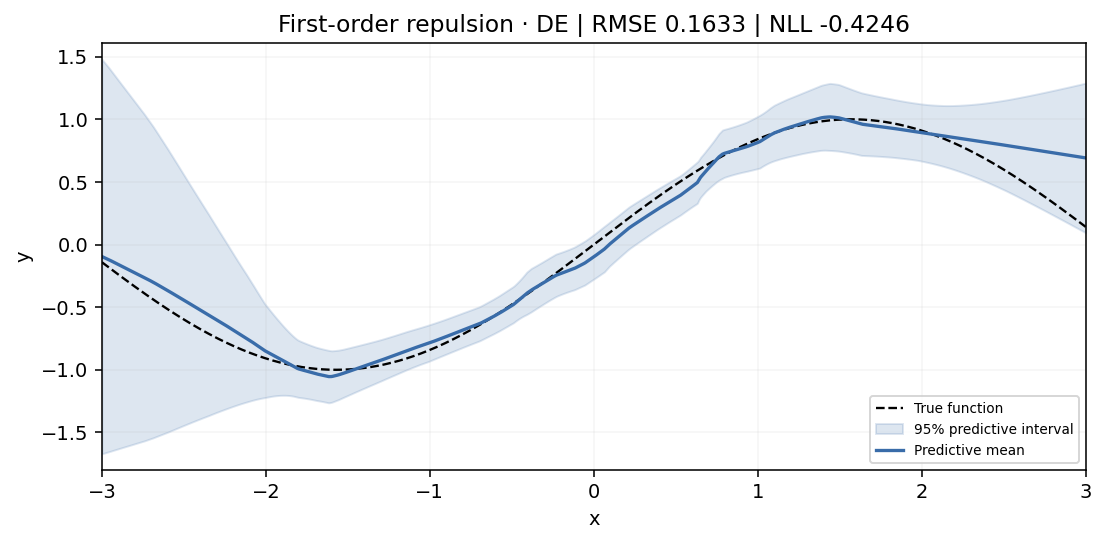 First-order repulsion · DE | RMSE 0.1633 | NLL -0.4246
1.5
1.0
0.5
0.0
−0.5
−1.0
−1.5
y
−3
−2
−1
0
1
2
3
x
True function
95% predictive interval
Predictive mean